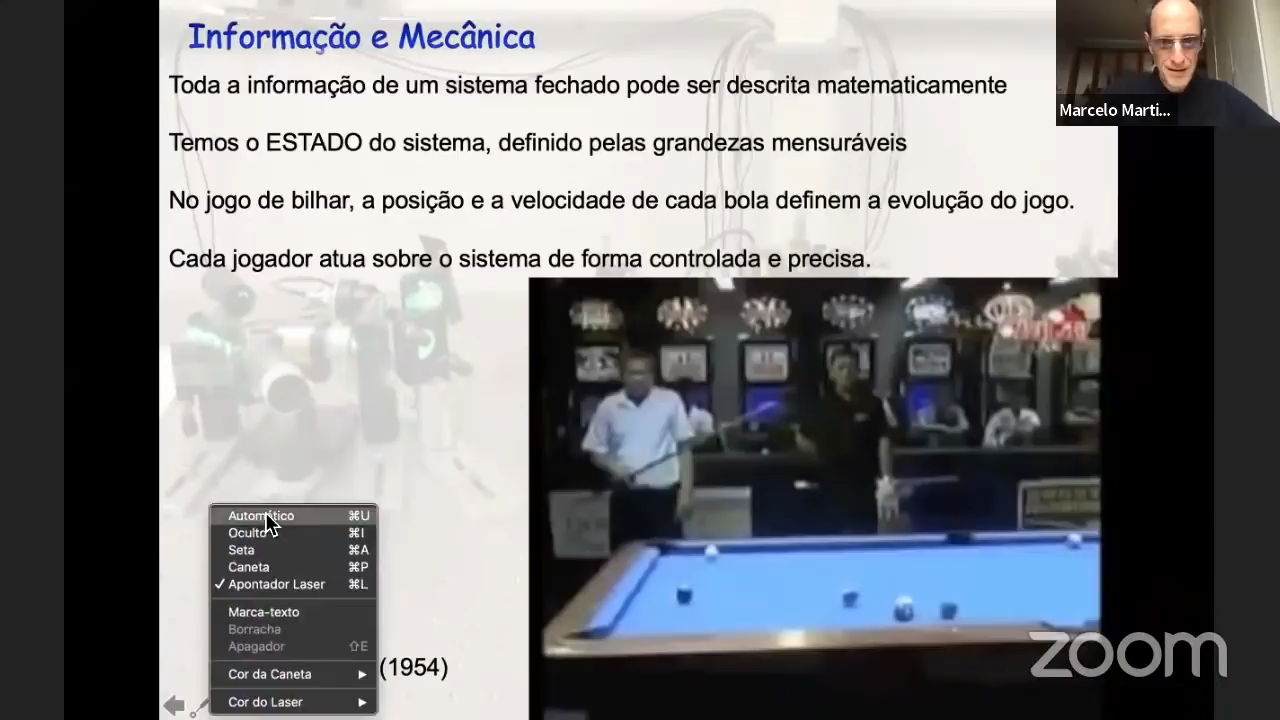 Informação e Mecânica
Toda a informação de um sistema fechado pode ser descrita matematicamente
Temos o ESTADO do sistema, definido pelas grandezas mensuráveis
No jogo de bilhar, a posição e a velocidade de cada bola definem a evolução do jogo.
Cada jogador atua sobre o sistema de forma controlada e precisa.
Marcelo Marti...
Automático ⌘U
Oculto ⌘I
Seta ⌘A
Caneta ⌘P
✓ Apontador Laser ⌘L
Marca-texto
Borracha
Apagador ⇧E
Cor da Caneta ▶
Cor do Laser ▶
(1954)
zoom